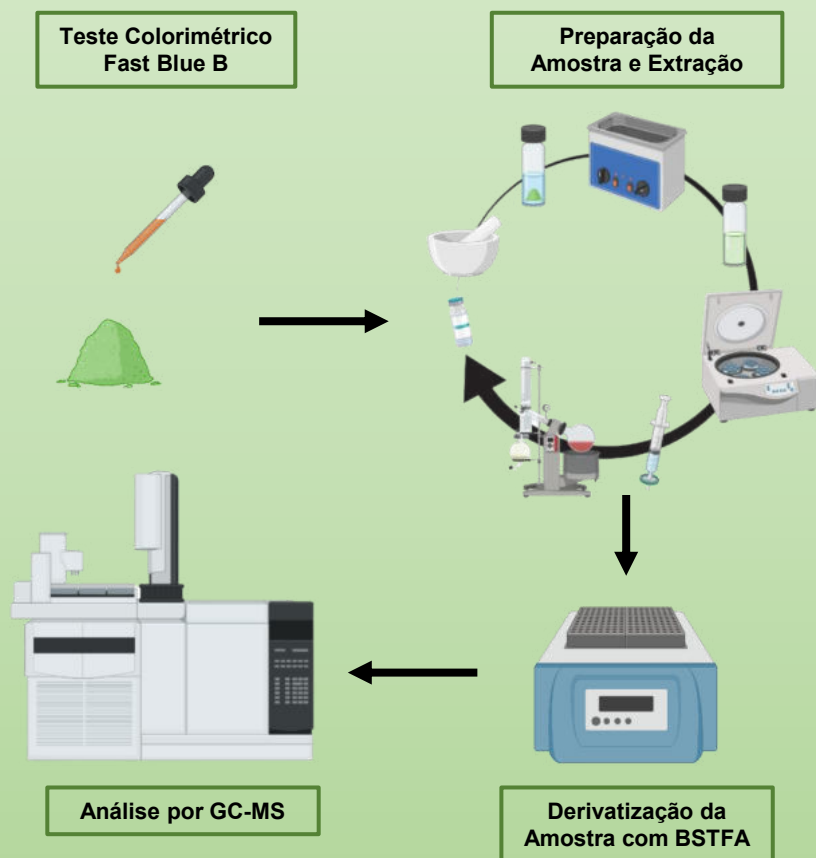 Teste Colorimétrico
Fast Blue B
Preparação da
Amostra e Extração
Análise por GC-MS
Derivatização da
Amostra com BSTFA